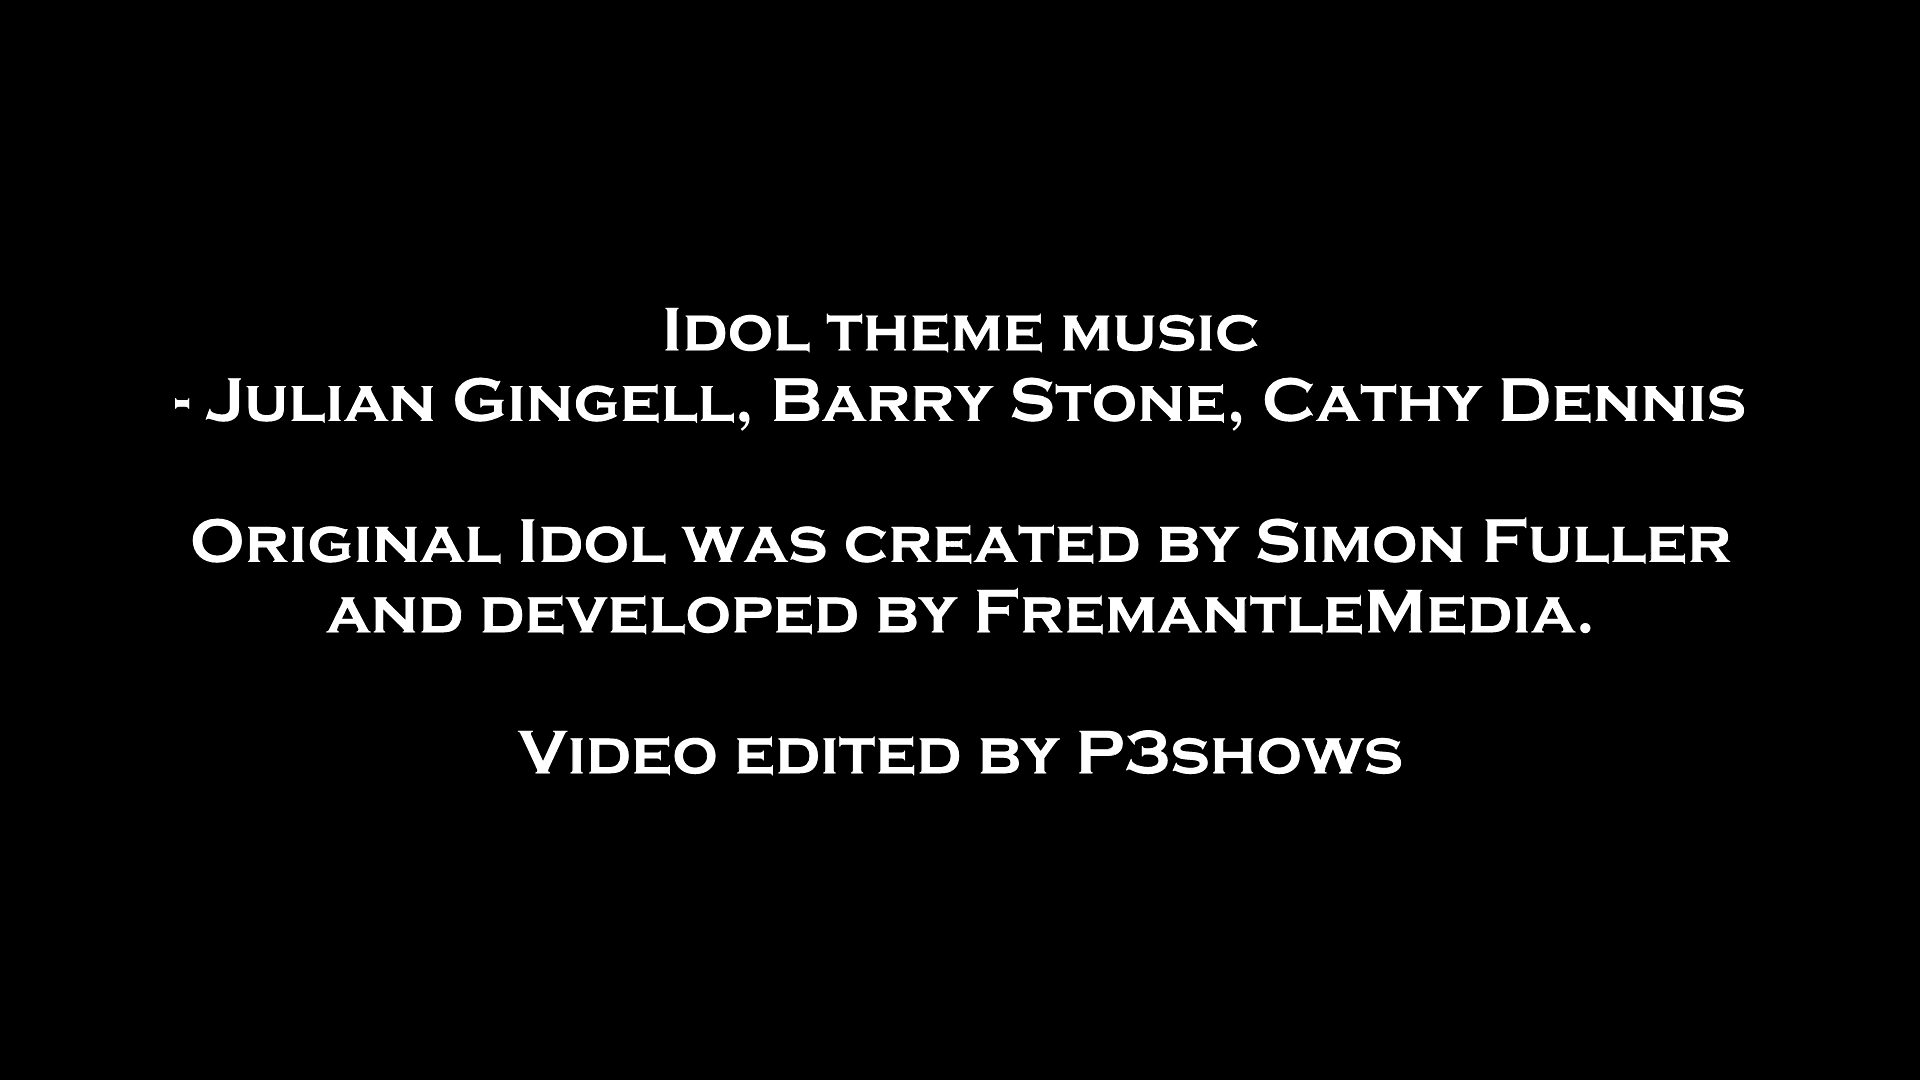 Idol theme music
- Julian Gingell, Barry Stone, Cathy Dennis
Original Idol was created by Simon Fuller
and developed by FremantleMedia.
Video edited by P3shows